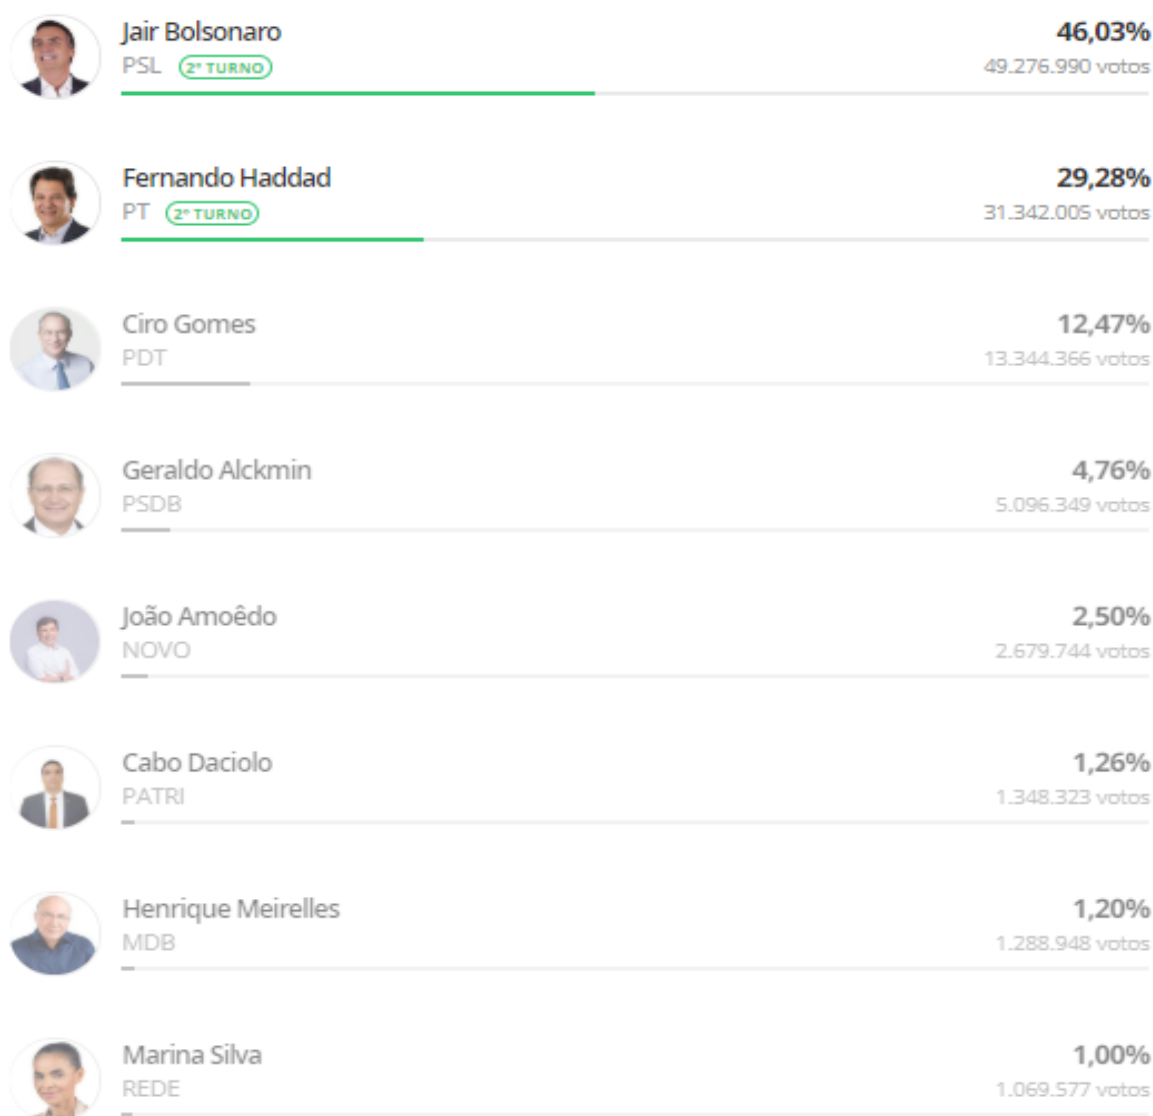 Jair Bolsonaro 46,03%
PSL 2º TURNO 49.276.990 votos
Fernando Haddad 29,28%
PT 2º TURNO 31.342.005 votos
Ciro Gomes 12,47%
PDT 13.344.366 votos
Geraldo Alckmin 4,76%
PSDB 5.096.349 votos
João Amoêdo 2,50%
NOVO 2.679.744 votos
Cabo Daciolo 1,26%
PATRI 1.348.323 votos
Henrique Meirelles 1,20%
MDB 1.288.948 votos
Marina Silva 1,00%
REDE 1.069.577 votos